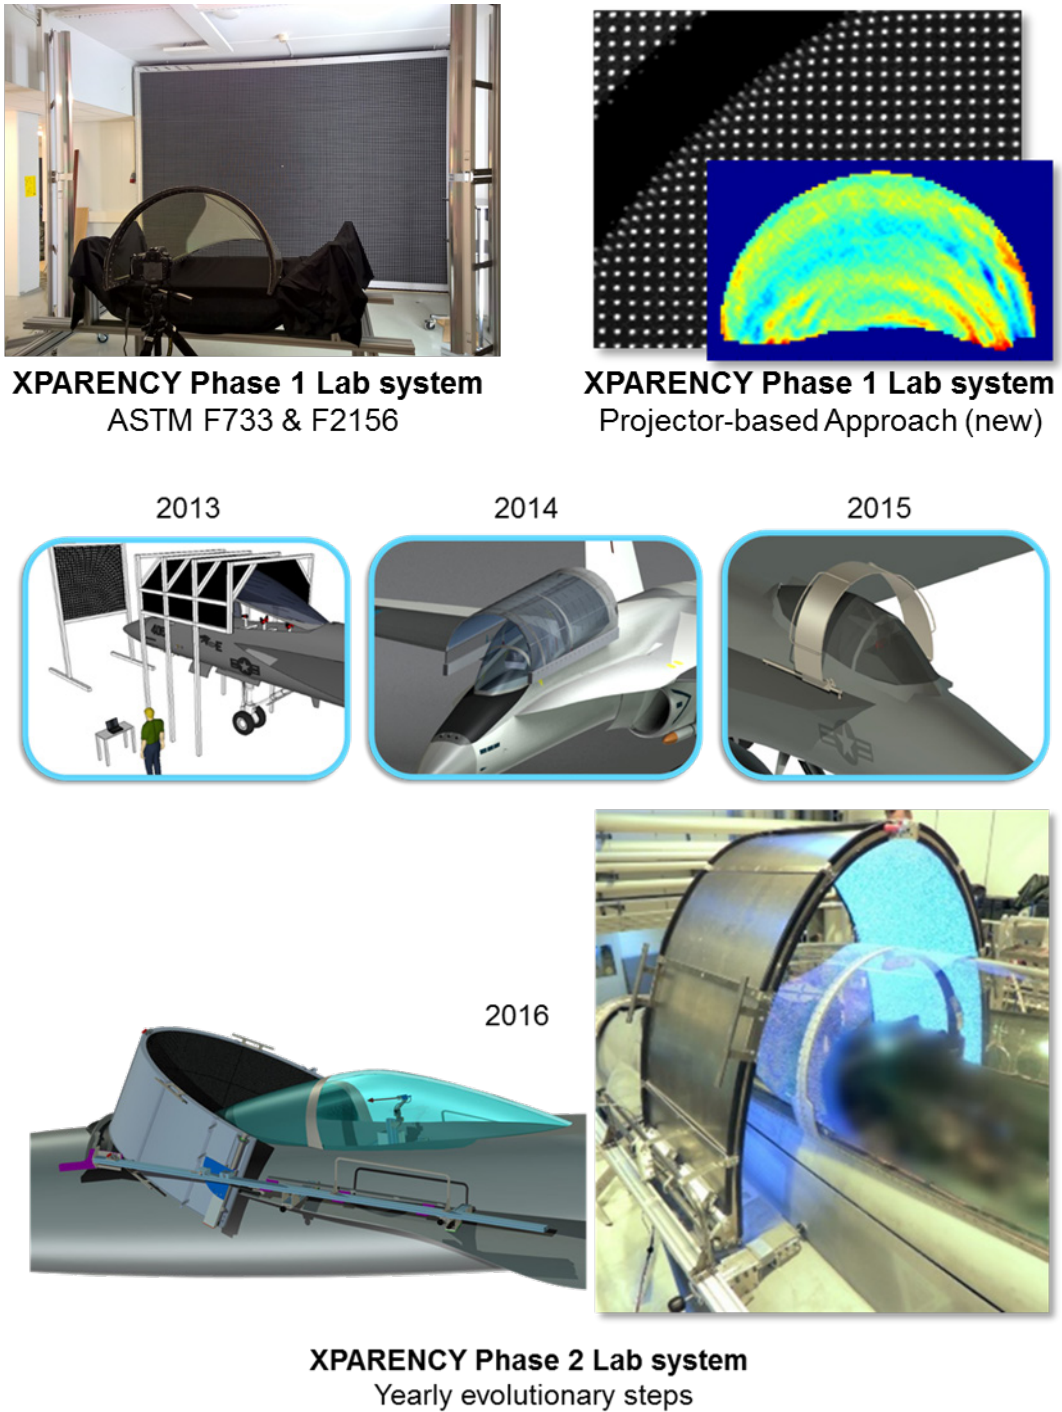 XPARENCY Phase 1 Lab system
ASTM F733 & F2156
XPARENCY Phase 1 Lab system
Projector-based Approach (new)
2013
2014
2015
2016
XPARENCY Phase 2 Lab system
Yearly evolutionary steps